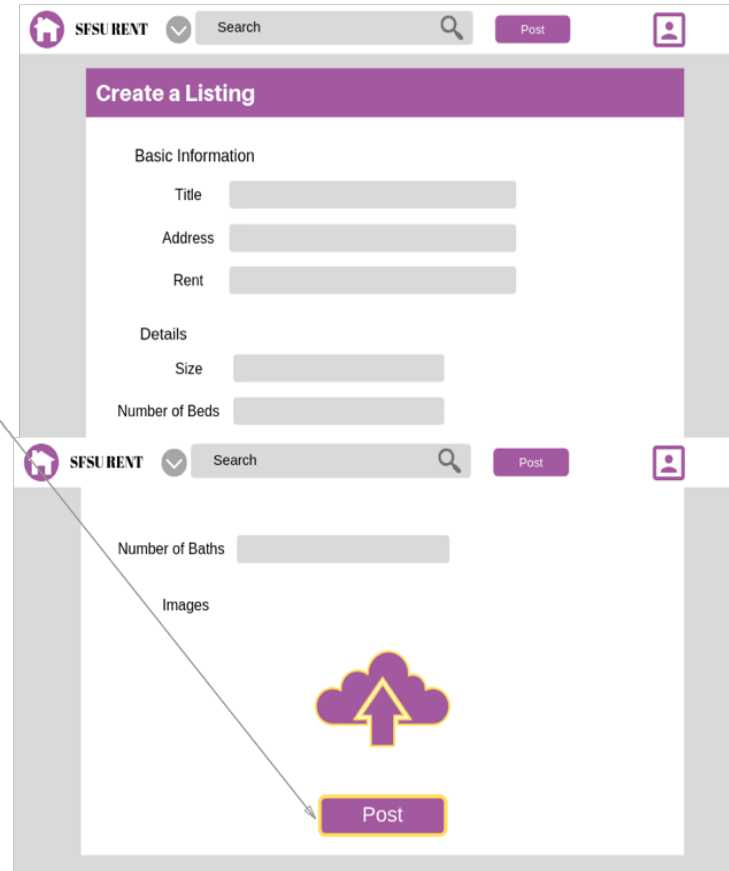 SFSU RENT Search Post
Create a Listing
Basic Information
Title
Address
Rent
Details
Size
Number of Beds
SFSU RENT Search Post
Number of Baths
Images
Post